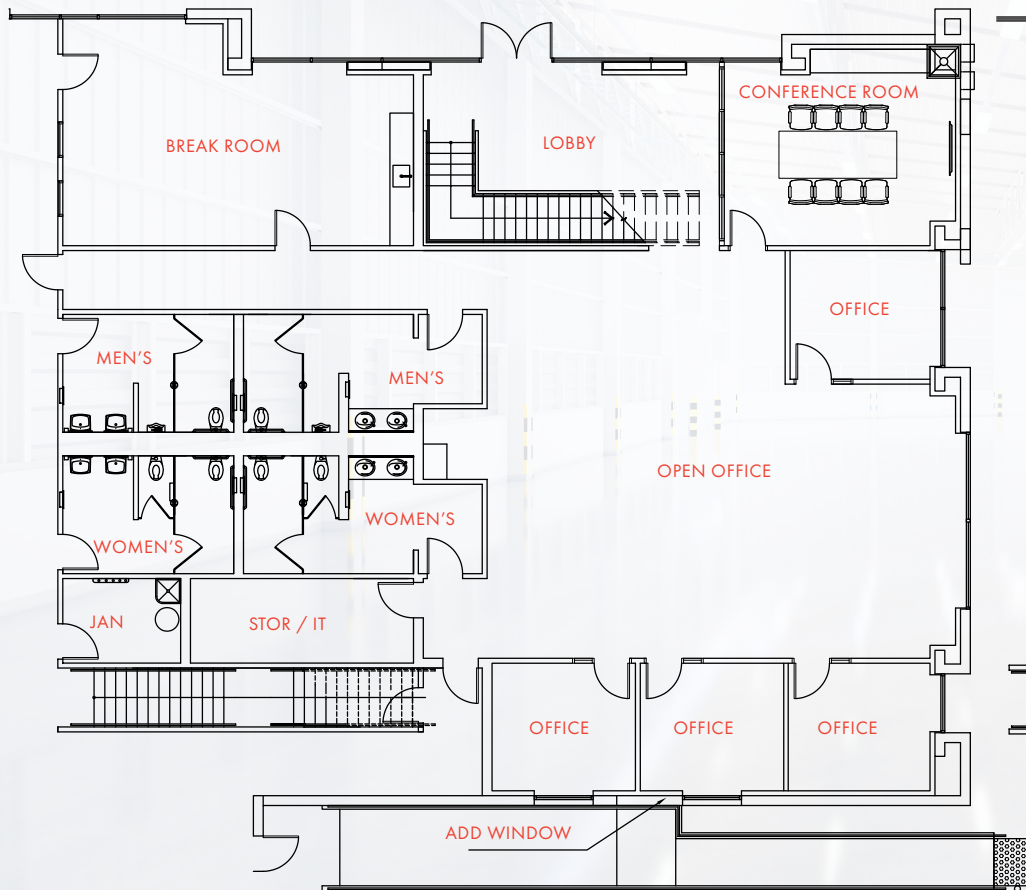 CONFERENCE ROOM
BREAK ROOM
LOBBY
OFFICE
MEN'S
MEN'S
OPEN OFFICE
WOMEN'S
WOMEN'S
JAN
STOR / IT
OFFICE
OFFICE
OFFICE
ADD WINDOW